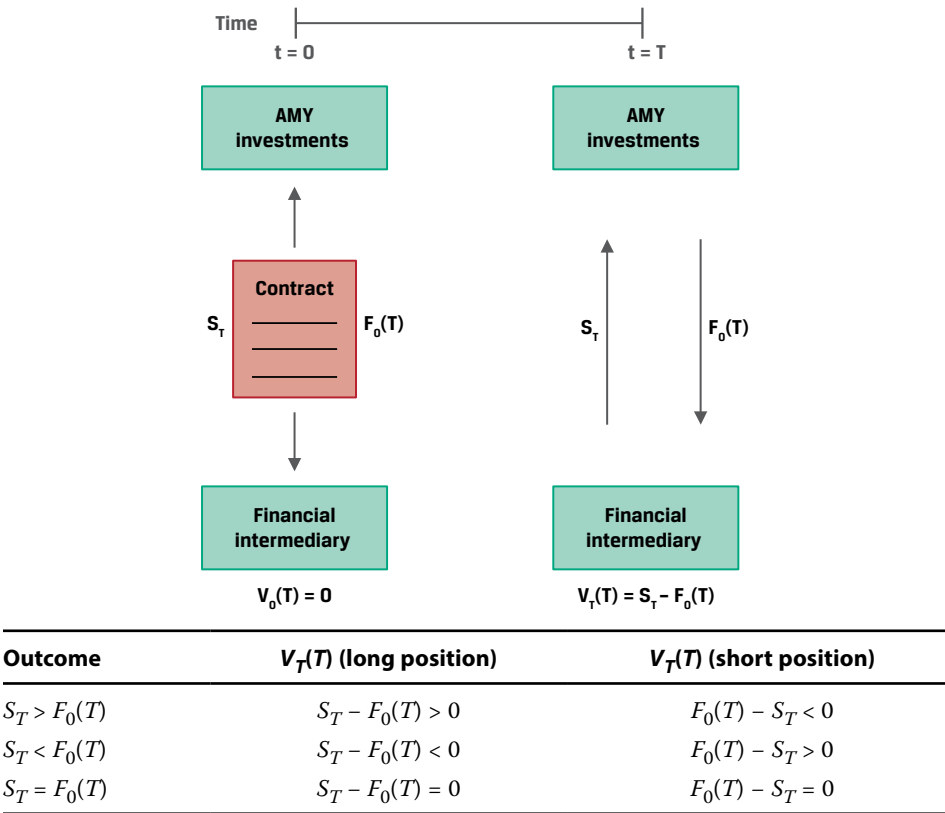 Time
t = 0 t = T
AMY investments
AMY investments
Contract
S_T F_0(T)
S_T F_0(T)
Financial intermediary
Financial intermediary
V_0(T) = 0 V_T(T) = S_T – F_0(T)
Outcome V_T(T) (long position) V_T(T) (short position)
S_T > F_0(T) S_T − F_0(T) > 0 F_0(T) − S_T < 0
S_T < F_0(T) S_T − F_0(T) < 0 F_0(T) − S_T > 0
S_T = F_0(T) S_T − F_0(T) = 0 F_0(T) − S_T = 0